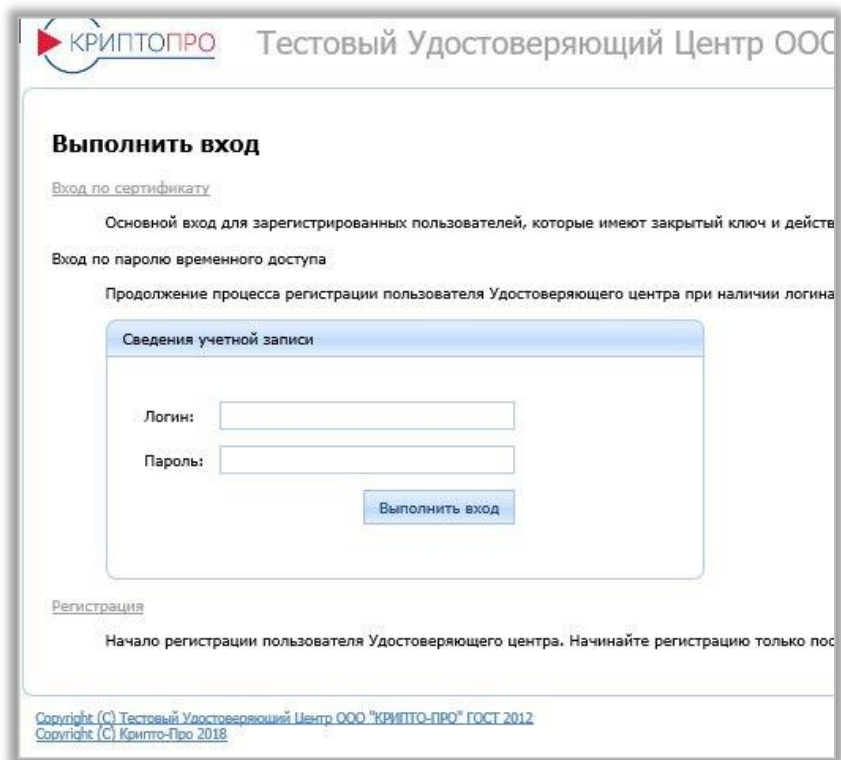 КРИПТОПРО
Тестовый Удостоверяющий Центр ООО
Выполнить вход
Вход по сертификату
Основной вход для зарегистрированных пользователей, которые имеют закрытый ключ и действ
Вход по паролю временного доступа
Продолжение процесса регистрации пользователя Удостоверяющего центра при наличии логина
Сведения учетной записи
Логин:
Пароль:
Выполнить вход
Регистрация
Начало регистрации пользователя Удостоверяющего центра. Начинайте регистрацию только пос
Copyright (C) Тестовый Удостоверяющий Центр ООО "КРИПТО-ПРО" ГОСТ 2012
Copyright (C) Крипто-Про 2018